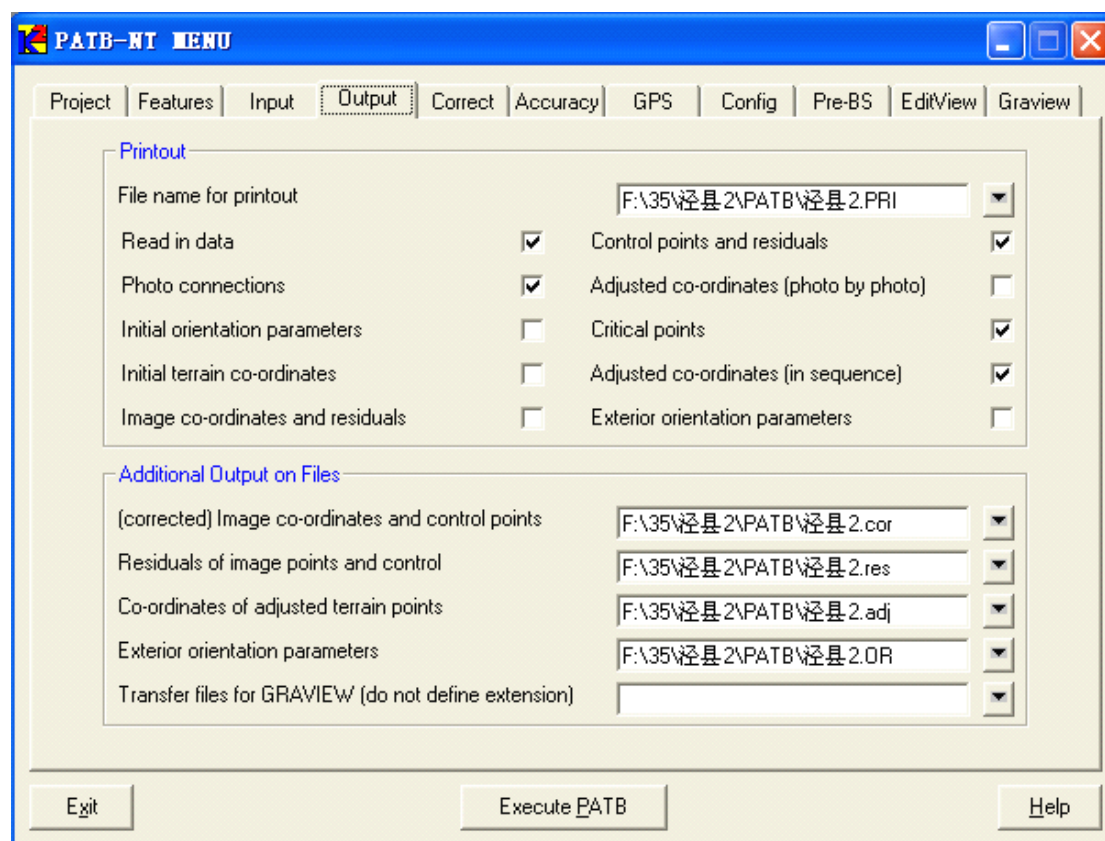 PATB-NT MENU
Project Features Input Output Correct Accuracy GPS Config Pre-BS EditView Graview
Printout
File name for printout F:\35\泾县2\PATB\泾县2.PRI
Read in data Control points and residuals
Photo connections Adjusted co-ordinates (photo by photo)
Initial orientation parameters Critical points
Initial terrain co-ordinates Adjusted co-ordinates (in sequence)
Image co-ordinates and residuals Exterior orientation parameters
Additional Output on Files
(corrected) Image co-ordinates and control points F:\35\泾县2\PATB\泾县2.cor
Residuals of image points and control F:\35\泾县2\PATB\泾县2.res
Co-ordinates of adjusted terrain points F:\35\泾县2\PATB\泾县2.adj
Exterior orientation parameters F:\35\泾县2\PATB\泾县2.OR
Transfer files for GRAVIEW (do not define extension)
Exit Execute PATB Help